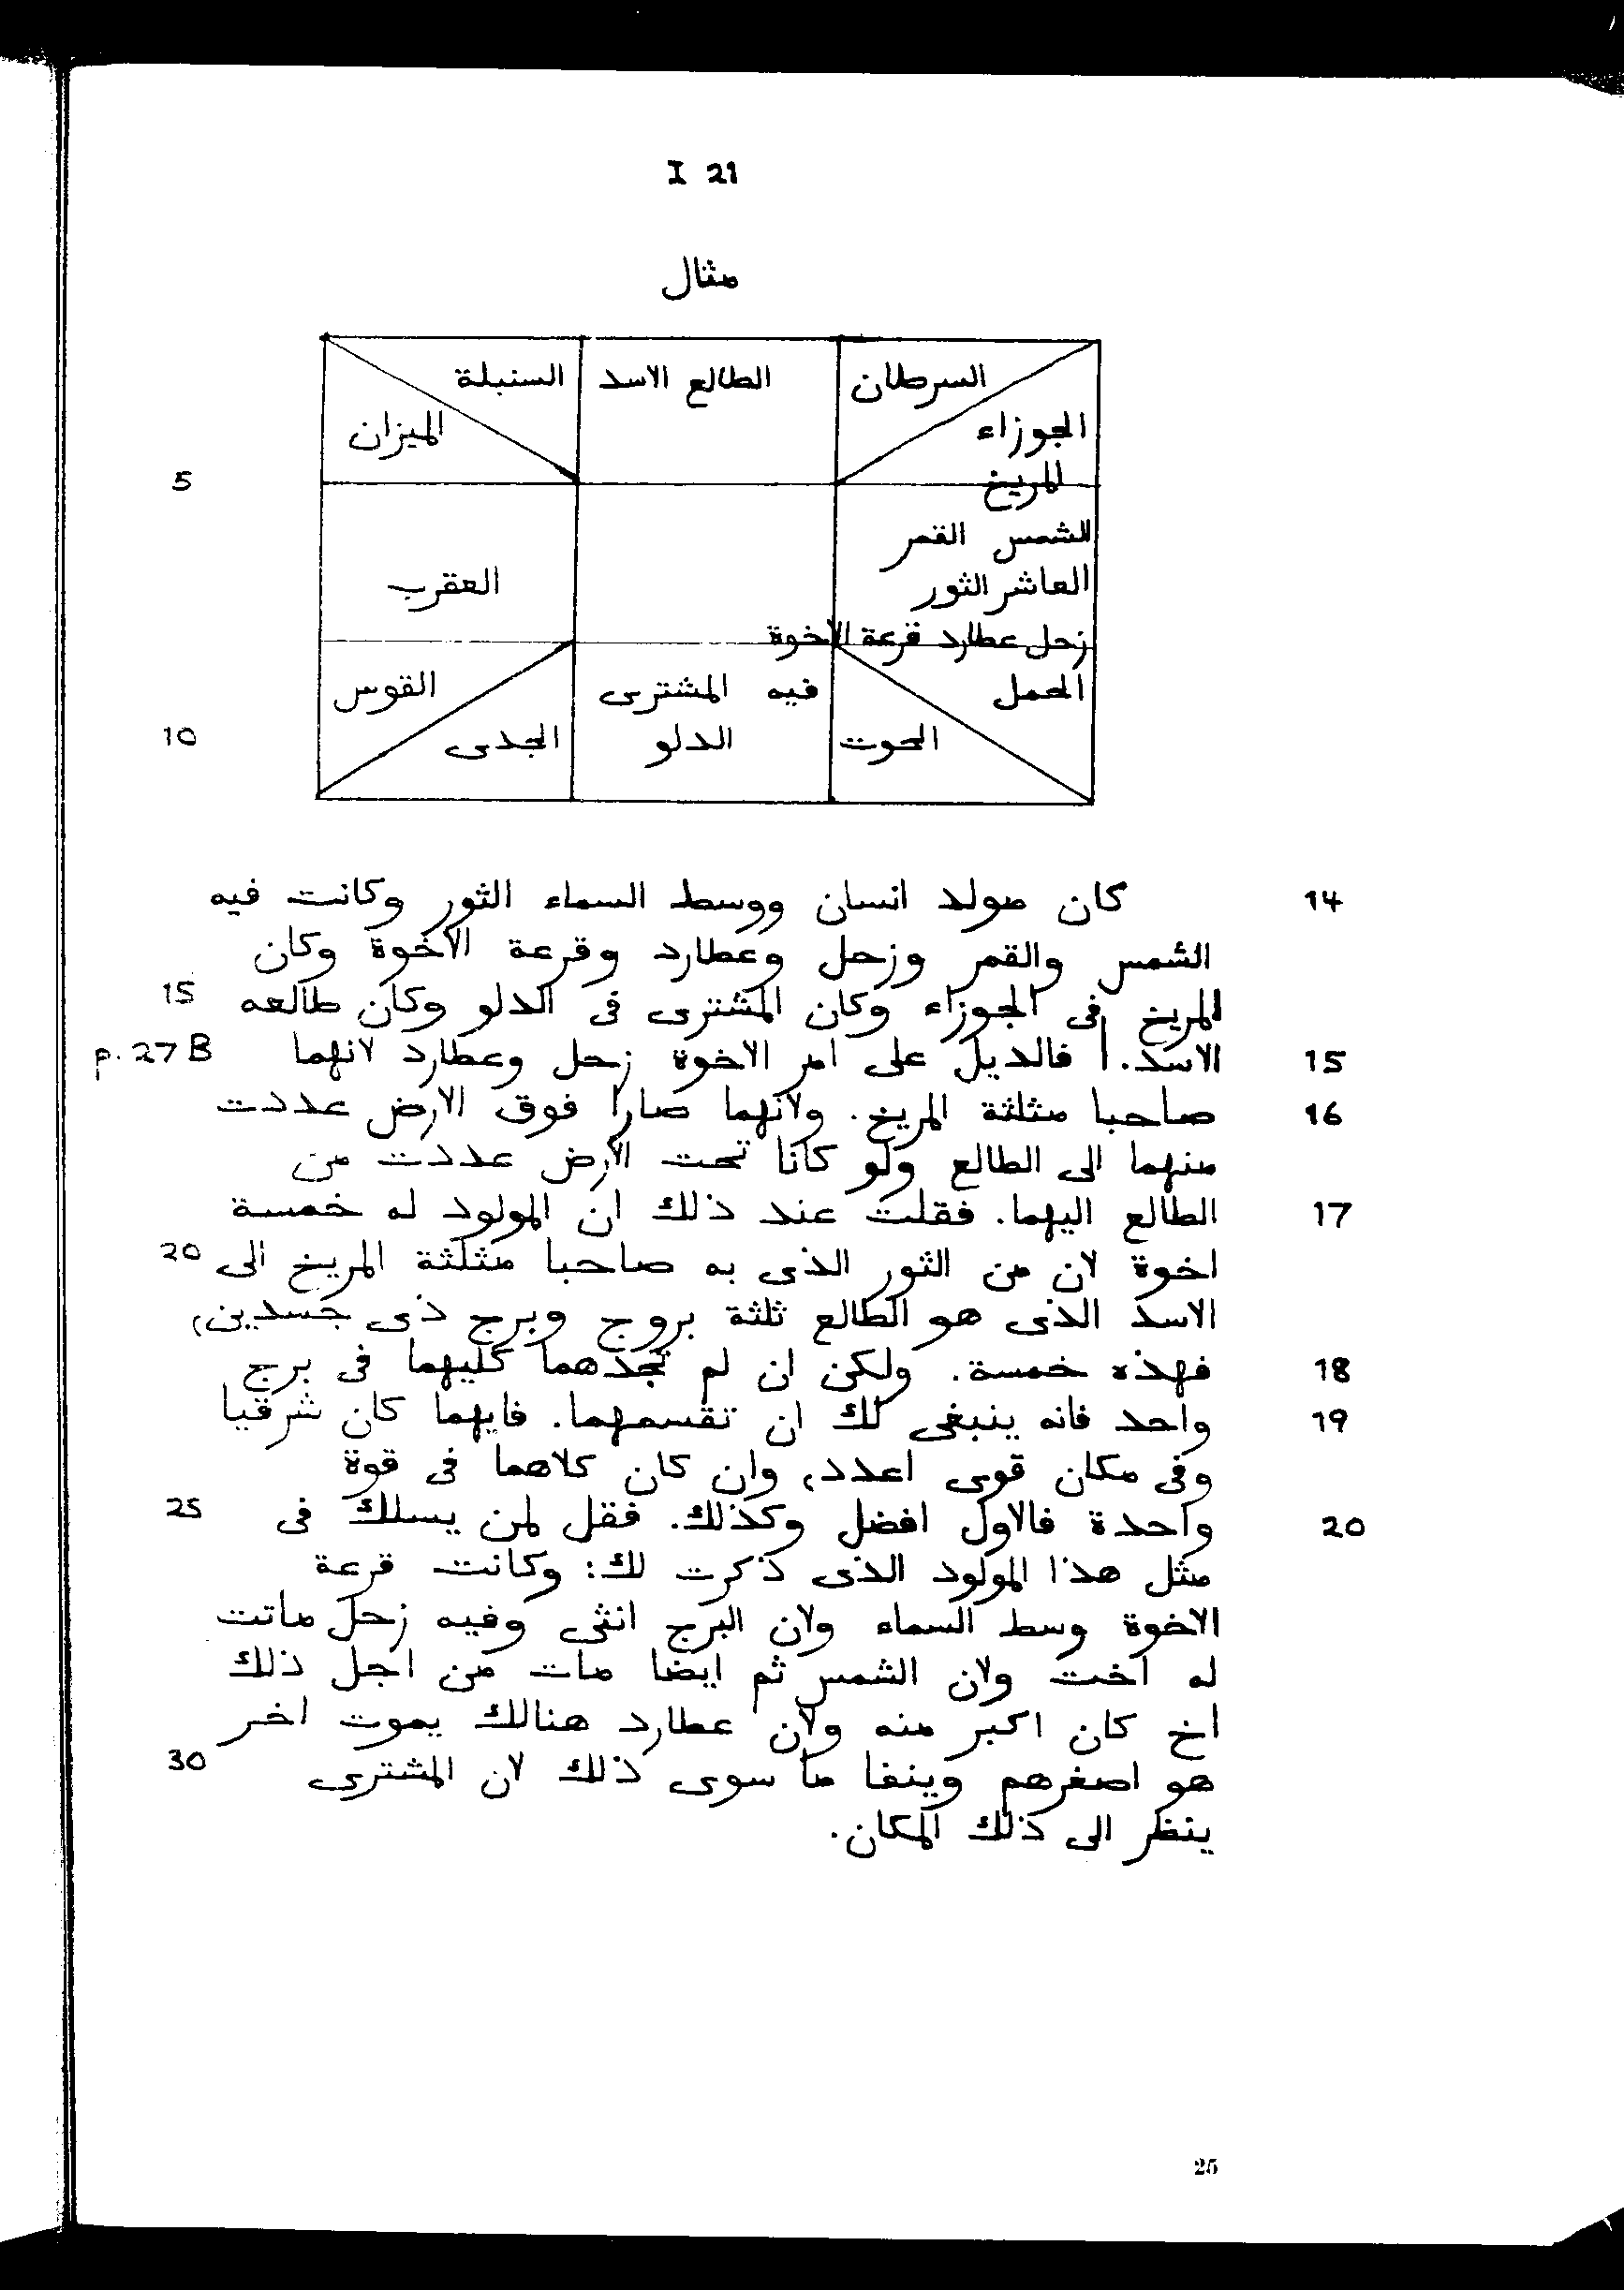 I 21
مثال
السنبلة الطالع الاسد السرطان
الميزان الجوزاء
5 المريخ
الشمس القمر
العقرب العاشر الثور
زحل عطارد قرعة الاخوة
القوس فيه المشترى الحمل
10 الجدى الدلو الحوت
14 كان مولد انسان ووسط السماء الثور وكانت فيه
الشمس والقمر وزحل وعطارد وقرعة الاخوة وكان
15 المريخ فى الجوزاء وكان المشترى فى الدلو وكان طالعه
p. 27 B 15 الاسد. | فالديل على امر الاخوة زحل وعطارد لانهما
16 صاحبا مثلثة المريخ. ولانهما صارا فوق الارض عددت
منهما الى الطالع ولو كانا تحت الارض عددت من
17 الطالع اليهما. فقلت عند ذلك ان المولود له خمسة
20 اخوة لان من الثور الذى به صاحبا مثلثة المريخ الى
الاسد الذى هو الطالع ثلثة بروج وبرج ذى جسدين،
18 فهذه خمسة. ولكن ان لم تجدهما كليهما فى برج
19 واحد فانه ينبغى لك ان تقسمهما. فايهما كان شرقيا
وفى مكان قوى اعدد، وان كان كلاهما فى قوة
25 20 واحدة فالاول افضل وكذلك. فقل لمن يسلك فى
مثل هذا المولود الذى ذكرت لك: وكانت قرعة
الاخوة وسط السماء ولان البرج انثى وفيه زحل ماتت
له اخت ولان الشمس ثم ايضا مات من اجل ذلك
اخ كان اكبر منه ولان عطارد هنالك يموت اخر
30 هو اصغرهم وينفا ما سوى ذلك لان المشترى
ينظر الى ذلك المكان.
25